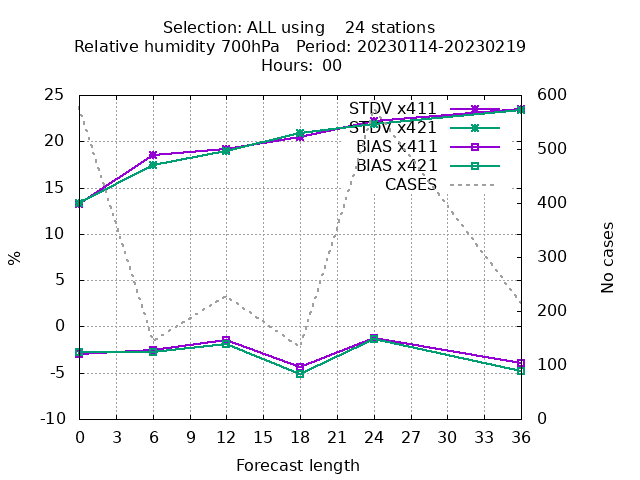 Selection: ALL using    24 stations
Relative humidity 700hPa   Period: 20230114-20230219
Hours: 00
25
20
15
10
5
0
-5
-10
%
600
500
400
300
200
100
0
No cases
STDV x411
STDV x421
BIAS x411
BIAS x421
CASES
0 3 6 9 12 15 18 21 24 27 30 33 36
Forecast length